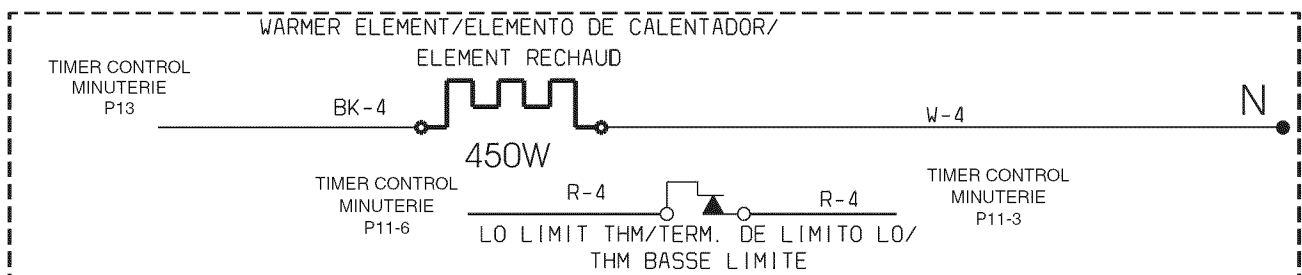 WARMER ELEMENT/ELEMENTO DE CALENTADOR/
ELEMENT RECHAUD
TIMER CONTROL
MINUTERIE
P13
BK-4
W-4
N
450W
TIMER CONTROL
MINUTERIE
P11-6
R-4
R-4
TIMER CONTROL
MINUTERIE
P11-3
LO LIMIT THM/TERM. DE LIMITO LO/
THM BASSE LIMITE